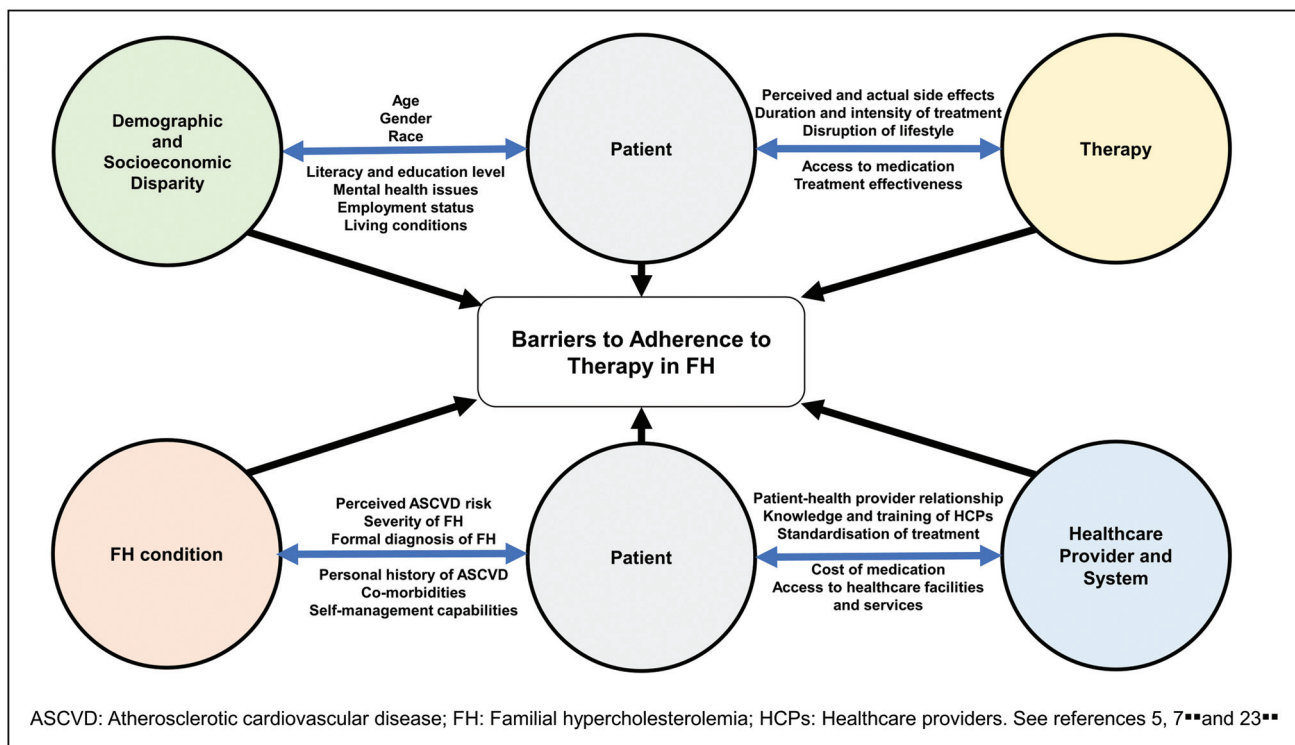 Demographic
and
Socioeconomic
Disparity
Age
Gender
Race
Literacy and education level
Mental health issues
Employment status
Living conditions
Patient
Perceived and actual side effects
Duration and intensity of treatment
Disruption of lifestyle
Access to medication
Treatment effectiveness
Therapy
Barriers to Adherence to
Therapy in FH
FH condition
Perceived ASCVD risk
Severity of FH
Formal diagnosis of FH
Personal history of ASCVD
Co-morbidities
Self-management capabilities
Patient
Patient-health provider relationship
Knowledge and training of HCPs
Standardisation of treatment
Cost of medication
Access to healthcare facilities
and services
Healthcare
Provider and
System
ASCVD: Atherosclerotic cardiovascular disease; FH: Familial hypercholesterolemia; HCPs: Healthcare providers. See references 5, 7▪▪and 23▪▪